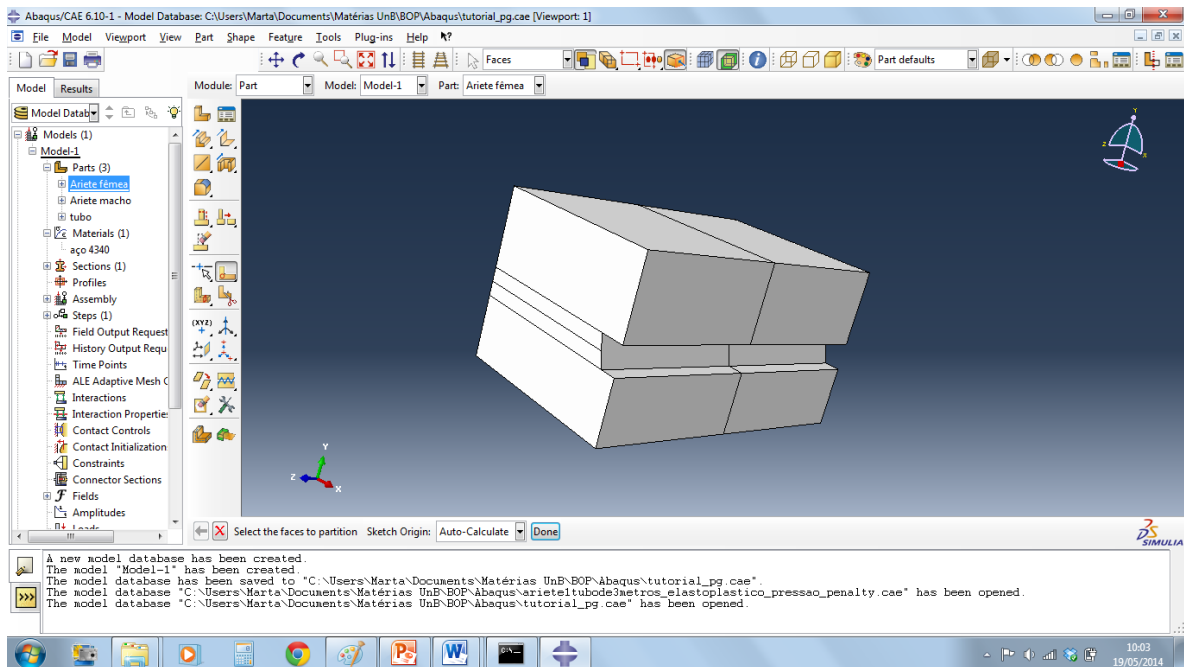 Abaqus/CAE 6.10-1 - Model Database: C:\Users\Marta\Documents\Matérias UnB\BOP\Abaqus\tutorial_pg.cae [Viewport: 1]
File Model Viewport View Part Shape Feature Tools Plug-ins Help
Faces
Part defaults
Model Results
Module: Part Model: Model-1 Part: Ariete fêmea
Model Datab
Models (1)
Model-1
Parts (3)
Ariete fêmea
Ariete macho
tubo
Materials (1)
aço 4340
Sections (1)
Profiles
Assembly
Steps (1)
Field Output Request
History Output Requ
Time Points
ALE Adaptive Mesh C
Interactions
Interaction Propertie
Contact Controls
Contact Initialization
Constraints
Connector Sections
Fields
Amplitudes
Loads
(XYZ)
Y
Z
X
Y
Z
X
Select the faces to partition Sketch Origin: Auto-Calculate Done
SIMULIA
A new model database has been created.
The model "Model-1" has been created.
The model database has been saved to "C:\Users\Marta\Documents\Matérias UnB\BOP\Abaqus\tutorial_pg.cae".
The model database "C:\Users\Marta\Documents\Matérias UnB\BOP\Abaqus\ariete1tubode3metros_elastoplastico_pressao_penalty.cae" has been opened.
The model database "C:\Users\Marta\Documents\Matérias UnB\BOP\Abaqus\tutorial_pg.cae" has been opened.
>>>
10:03
19/05/2014